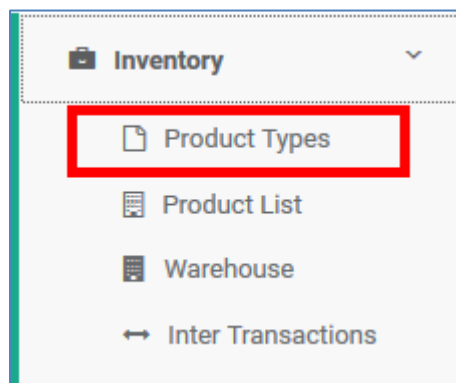 Inventory
Product Types
Product List
Warehouse
Inter Transactions